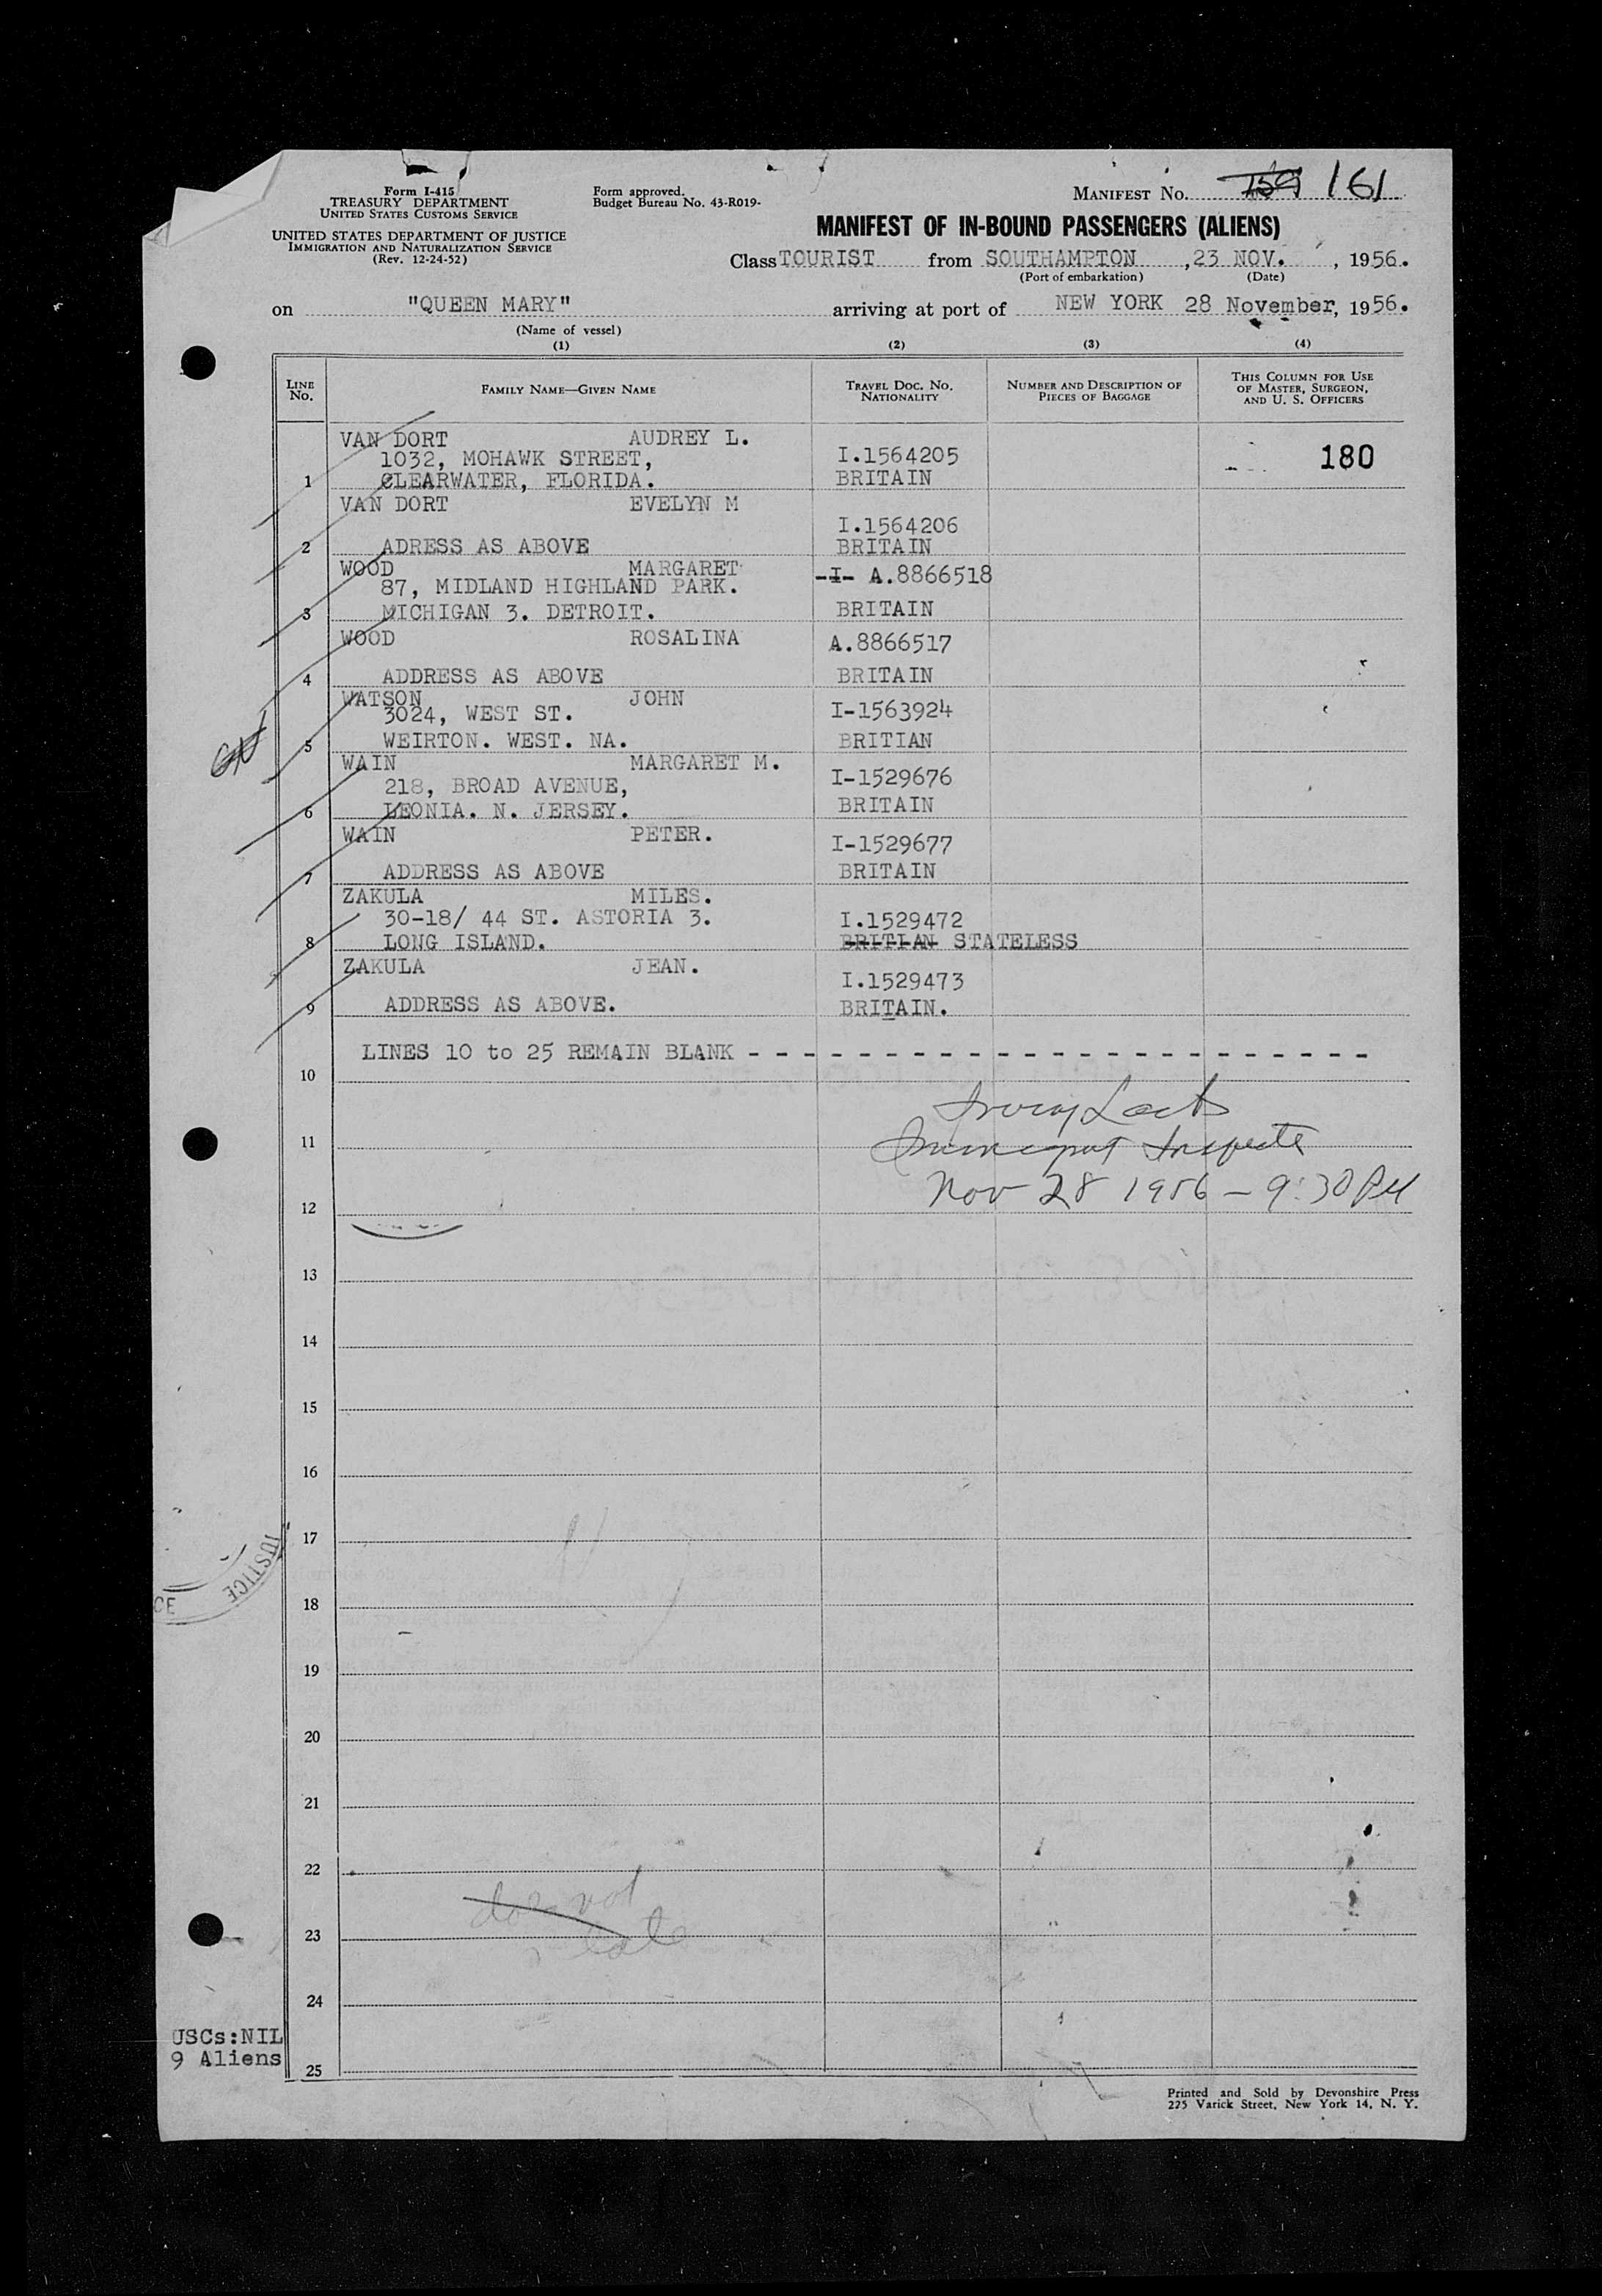 Form I-415
TREASURY DEPARTMENT
UNITED STATES CUSTOMS SERVICE
UNITED STATES DEPARTMENT OF JUSTICE
IMMIGRATION AND NATURALIZATION SERVICE
(Rev. 12-24-52)
Form approved.
Budget Bureau No. 43-R019-
MANIFEST NO. 159 161
MANIFEST OF IN-BOUND PASSENGERS (ALIENS)
Class TOURIST from SOUTHAMPTON, 23 NOV., 1956.
(Port of embarkation) (Date)
on "QUEEN MARY" arriving at port of NEW YORK 28 November, 1956.
(Name of vessel)
(1) (2) (3) (4)
LINE NO. FAMILY NAME—GIVEN NAME TRAVEL DOC. NO. NATIONALITY NUMBER AND DESCRIPTION OF PIECES OF BAGGAGE THIS COLUMN FOR USE OF MASTER, SURGEON, AND U. S. OFFICERS
VAN DORT AUDREY L.
1032, MOHAWK STREET, I.1564205 180
1 CLEARWATER, FLORIDA. BRITAIN
VAN DORT EVELYN M
I.1564206
2 ADRESS AS ABOVE BRITAIN
WOOD MARGARET
87, MIDLAND HIGHLAND PARK. -I- A.8866518
3 MICHIGAN 3. DETROIT. BRITAIN
WOOD ROSALINA A.8866517
4 ADDRESS AS ABOVE BRITAIN
WATSON JOHN
3024, WEST ST. I-1563924
5 WEIRTON. WEST. NA. BRITIAN
WAIN MARGARET M.
218, BROAD AVENUE, I-1529676
6 LEONIA. N. JERSEY. BRITAIN
WAIN PETER. I-1529677
7 ADDRESS AS ABOVE BRITAIN
ZAKULA MILES.
30-18/ 44 ST. ASTORIA 3. I.1529472
8 LONG ISLAND. BRITIAN STATELESS
ZAKULA JEAN.
I.1529473
9 ADDRESS AS ABOVE. BRITAIN.
LINES 10 to 25 REMAIN BLANK - - - - - - - - - - - - - - - - - - - - - - -
10
11 Inspector
Nov 28 1956 — 9:30 PM
12
13
14
15
16
17
JUSTICE
CE
18
19
20
21
22
does not
23
24
USCs:NIL
9 Aliens
25
Printed and Sold by Devonshire Press
225 Varick Street, New York 14, N. Y.